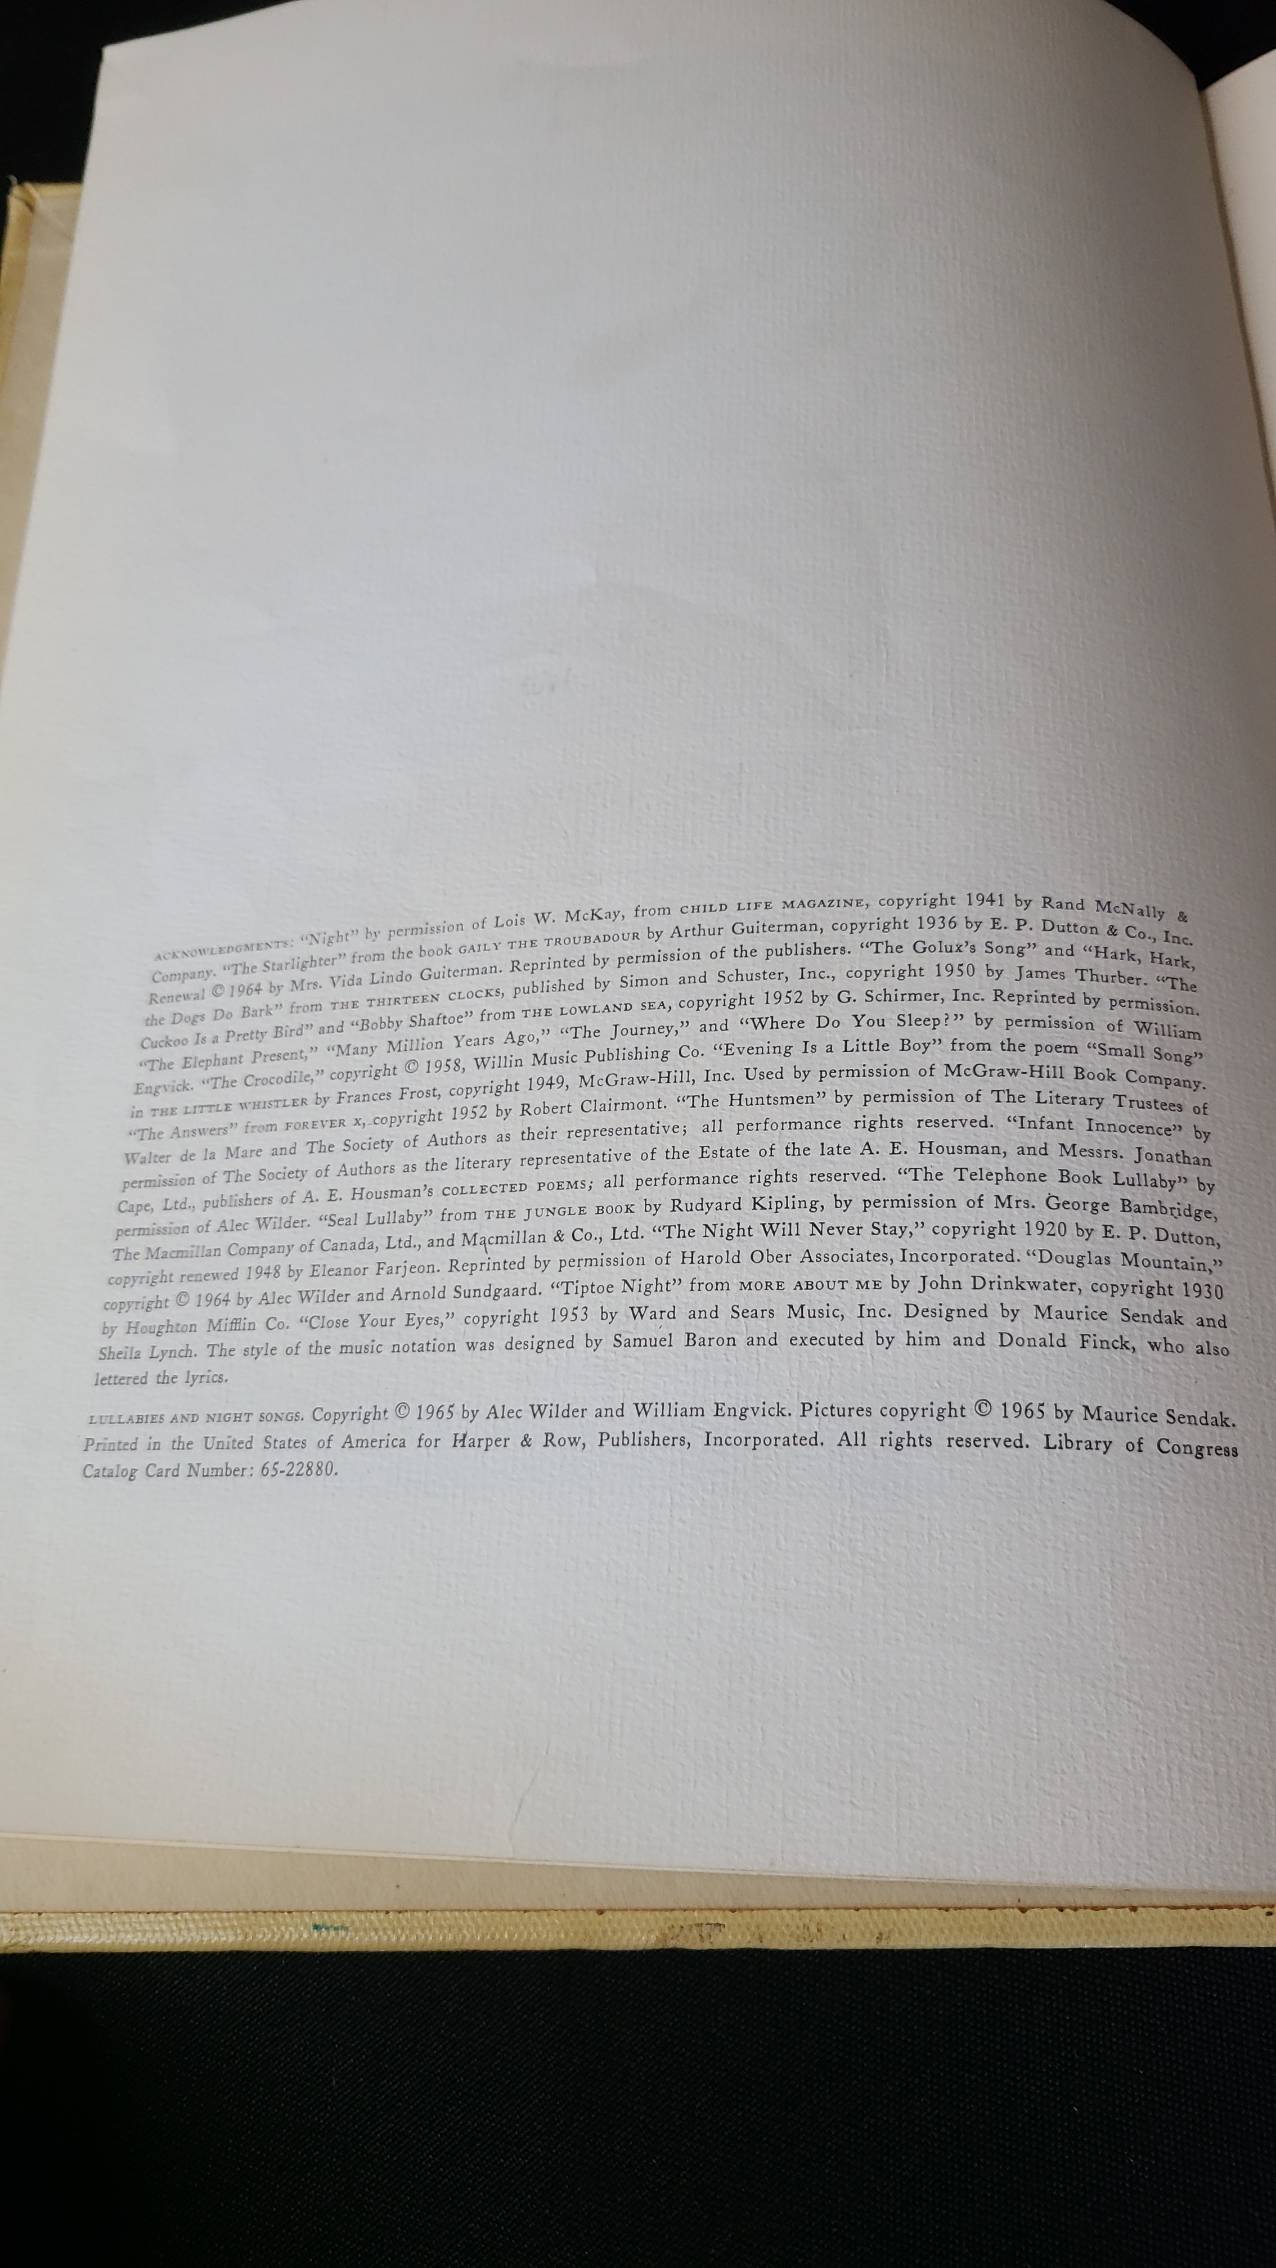 ACKNOWLEDGMENTS: “Night” by permission of Lois W. McKay, from CHILD LIFE MAGAZINE, copyright 1941 by Rand McNally &
Company. “The Starlighter” from the book GAILY THE TROUBADOUR by Arthur Guiterman, copyright 1936 by E. P. Dutton & Co., Inc.
Renewal © 1964 by Mrs. Vida Lindo Guiterman. Reprinted by permission of the publishers. “The Golux’s Song” and “Hark, Hark,
the Dogs Do Bark” from THE THIRTEEN CLOCKS, published by Simon and Schuster, Inc., copyright 1950 by James Thurber. “The
Cuckoo Is a Pretty Bird” and “Bobby Shaftoe” from THE LOWLAND SEA, copyright 1952 by G. Schirmer, Inc. Reprinted by permission.
“The Elephant Present,” “Many Million Years Ago,” “The Journey,” and “Where Do You Sleep?” by permission of William
Engvick. “The Crocodile,” copyright © 1958, Willin Music Publishing Co. “Evening Is a Little Boy” from the poem “Small Song”
in THE LITTLE WHISTLER by Frances Frost, copyright 1949, McGraw-Hill, Inc. Used by permission of McGraw-Hill Book Company.
“The Answers” from FOREVER X, copyright 1952 by Robert Clairmont. “The Huntsmen” by permission of The Literary Trustees of
Walter de la Mare and The Society of Authors as their representative; all performance rights reserved. “Infant Innocence” by
permission of The Society of Authors as the literary representative of the Estate of the late A. E. Housman, and Messrs. Jonathan
Cape, Ltd., publishers of A. E. Housman’s COLLECTED POEMS; all performance rights reserved. “The Telephone Book Lullaby” by
permission of Alec Wilder. “Seal Lullaby” from THE JUNGLE BOOK by Rudyard Kipling, by permission of Mrs. George Bambridge,
The Macmillan Company of Canada, Ltd., and Macmillan & Co., Ltd. “The Night Will Never Stay,” copyright 1920 by E. P. Dutton,
copyright renewed 1948 by Eleanor Farjeon. Reprinted by permission of Harold Ober Associates, Incorporated. “Douglas Mountain,”
copyright © 1964 by Alec Wilder and Arnold Sundgaard. “Tiptoe Night” from MORE ABOUT ME by John Drinkwater, copyright 1930
by Houghton Mifflin Co. “Close Your Eyes,” copyright 1953 by Ward and Sears Music, Inc. Designed by Maurice Sendak and
Sheila Lynch. The style of the music notation was designed by Samuel Baron and executed by him and Donald Finck, who also
lettered the lyrics.
LULLABIES AND NIGHT SONGS. Copyright © 1965 by Alec Wilder and William Engvick. Pictures copyright © 1965 by Maurice Sendak.
Printed in the United States of America for Harper & Row, Publishers, Incorporated. All rights reserved. Library of Congress
Catalog Card Number: 65-22880.